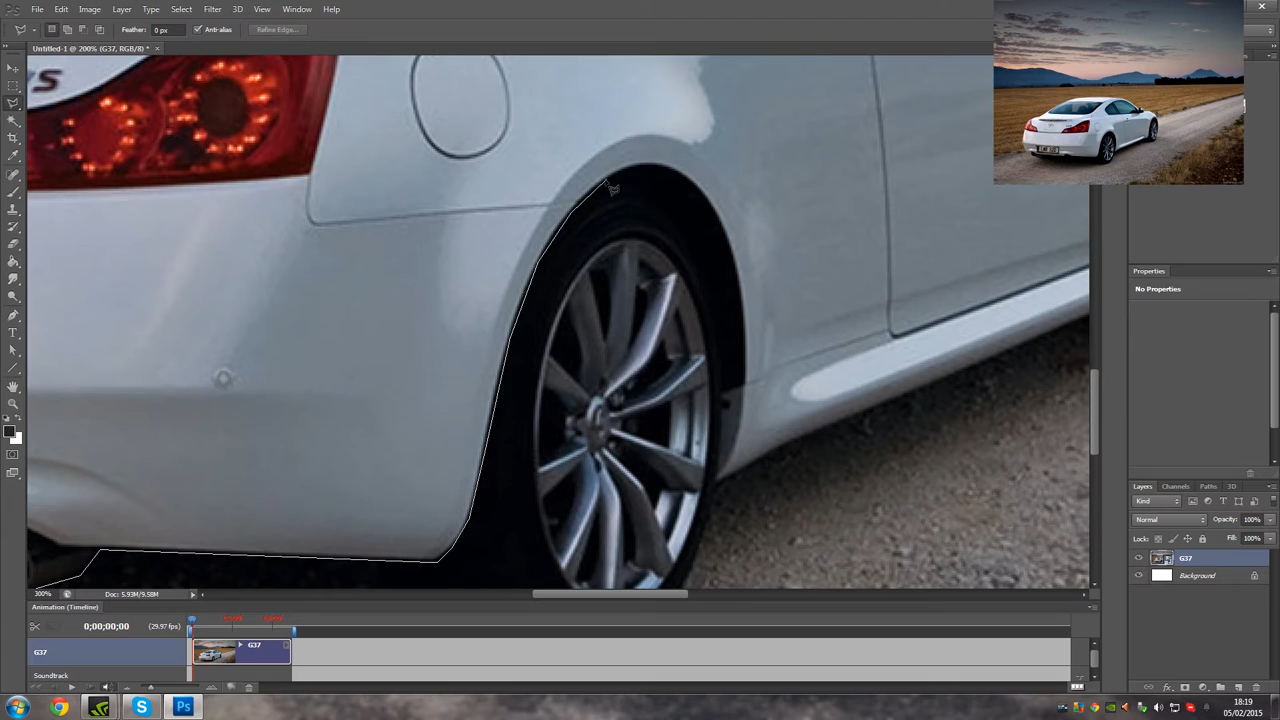 Ps File Edit Image Layer Type Select Filter 3D View Window Help
Feather: 0 px Anti-alias Refine Edge...
Untitled-1 @ 200% (G37, RGB/8) * ×
S
Properties
No Properties
Layers Channels Paths 3D
Kind
Normal Opacity: 100%
Lock: Fill: 100%
G37
Background
300% Doc: 5.93M/9.58M
Animation (Timeline)
0;00;00;00 (29.97 fps)
G37 G37
Soundtrack
18:19
05/02/2015